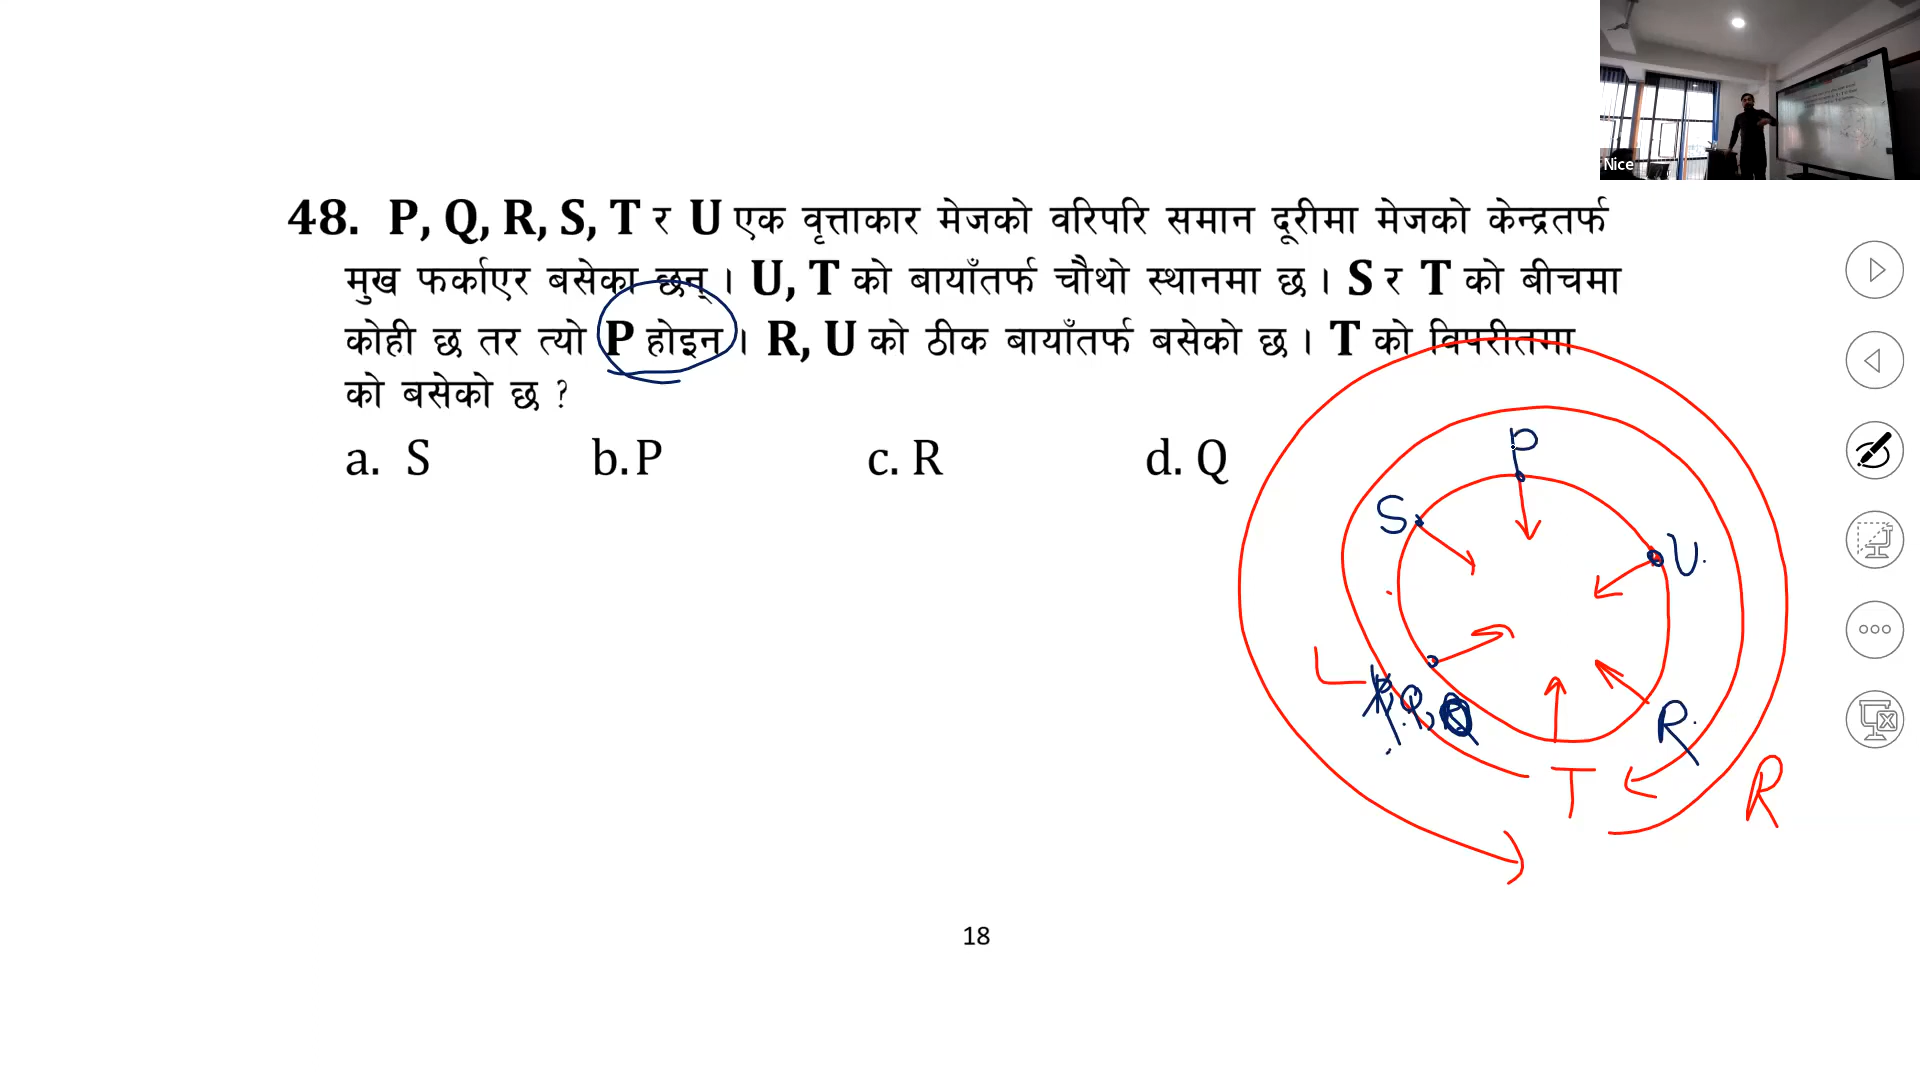 Nice
48. P, Q, R, S, T र U एक वृत्ताकार मेजको वरिपरि समान दूरीमा मेजको केन्द्रतर्फ
मुख फर्काएर बसेका छन् । U, T को बायाँतर्फ चौथो स्थानमा छ । S र T को बीचमा
कोही छ तर त्यो P होइन । R, U को ठीक बायाँतर्फ बसेको छ । T को विपरीतमा
को बसेको छ ?
a. S b. P c. R d. Q
P
S
U
R
T
R
L
18